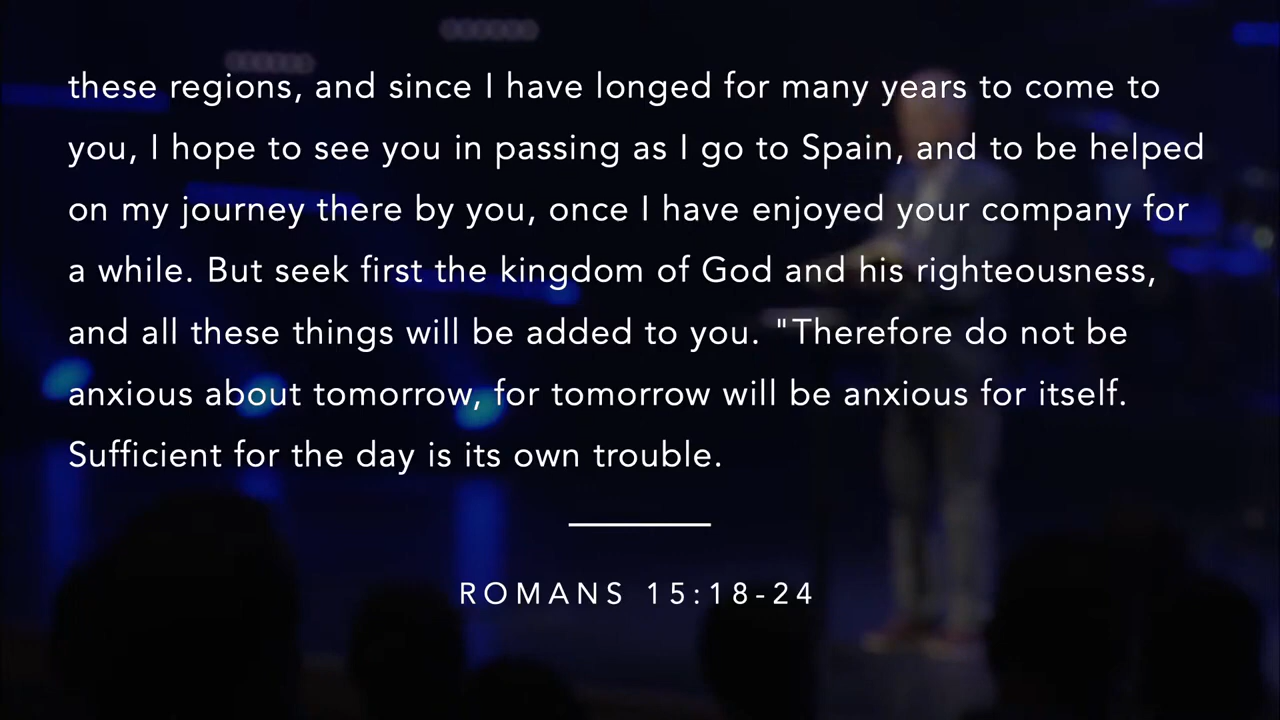 these regions, and since I have longed for many years to come to
you, I hope to see you in passing as I go to Spain, and to be helped
on my journey there by you, once I have enjoyed your company for
a while. But seek first the kingdom of God and his righteousness,
and all these things will be added to you. "Therefore do not be
anxious about tomorrow, for tomorrow will be anxious for itself.
Sufficient for the day is its own trouble.
ROMANS 15:18-24